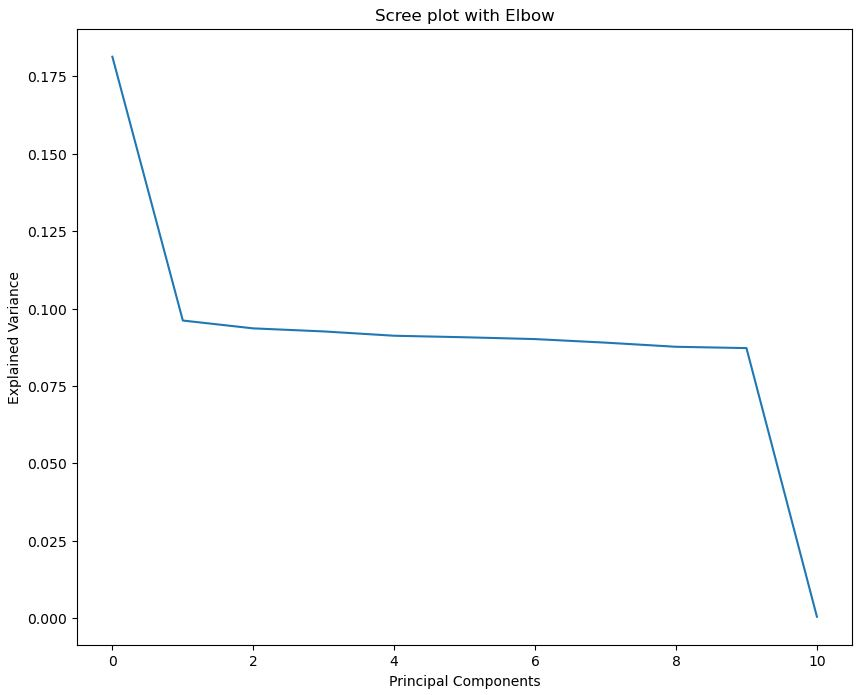 Scree plot with Elbow
Explained Variance
0.175
0.150
0.125
0.100
0.075
0.050
0.025
0.000
0 2 4 6 8 10
Principal Components